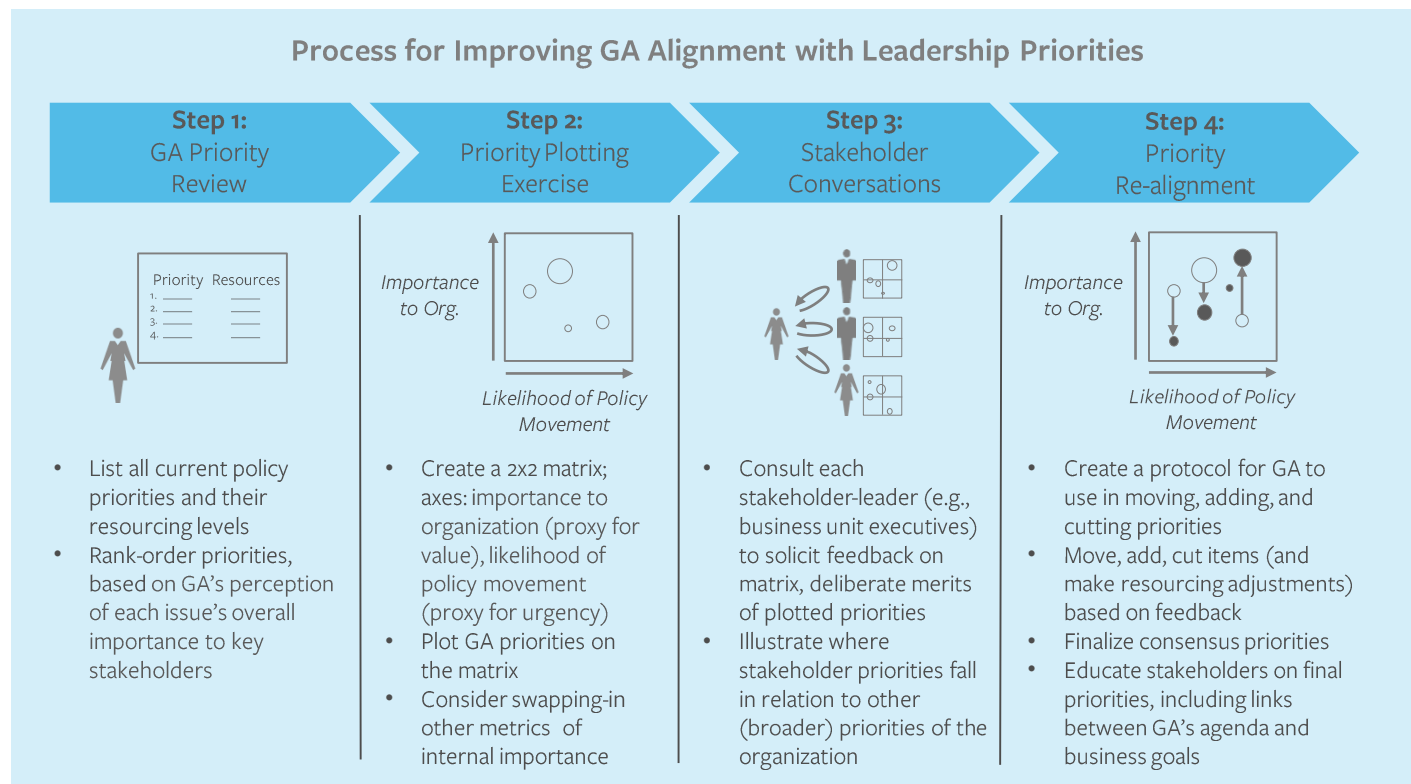 Process for Improving GA Alignment with Leadership Priorities
Step 1:
GA Priority
Review
Step 2:
Priority Plotting
Exercise
Step 3:
Stakeholder
Conversations
Step 4:
Priority
Re-alignment
Priority Resources
1.
2.
3.
4.
Importance
to Org.
Likelihood of Policy
Movement
Importance
to Org.
Likelihood of Policy
Movement
• List all current policy
priorities and their
resourcing levels
• Rank-order priorities,
based on GA's perception
of each issue's overall
importance to key
stakeholders
• Create a 2x2 matrix;
axes: importance to
organization (proxy for
value), likelihood of
policy movement
(proxy for urgency)
• Plot GA priorities on
the matrix
• Consider swapping-in
other metrics of
internal importance
• Consult each
stakeholder-leader (e.g.,
business unit executives)
to solicit feedback on
matrix, deliberate merits
of plotted priorities
• Illustrate where
stakeholder priorities fall
in relation to other
(broader) priorities of the
organization
• Create a protocol for GA to
use in moving, adding, and
cutting priorities
• Move, add, cut items (and
make resourcing adjustments)
based on feedback
• Finalize consensus priorities
• Educate stakeholders on final
priorities, including links
between GA's agenda and
business goals